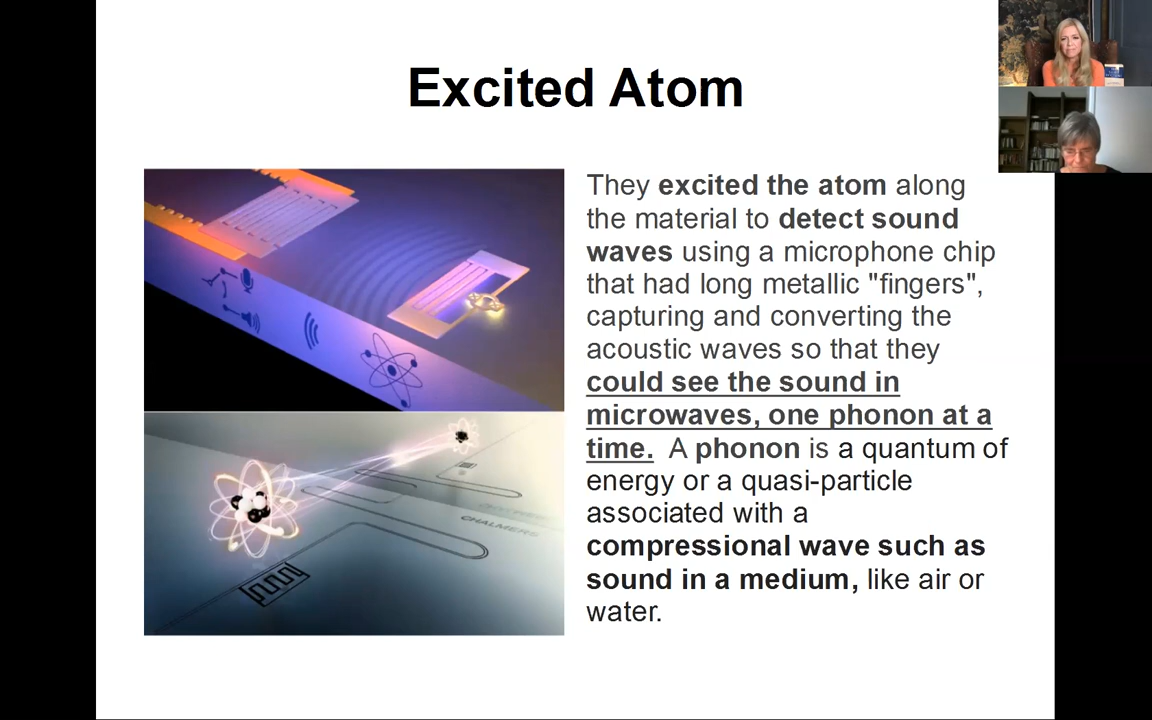 Excited Atom
They excited the atom along
the material to detect sound
waves using a microphone chip
that had long metallic "fingers",
capturing and converting the
acoustic waves so that they
could see the sound in
microwaves, one phonon at a
time. A phonon is a quantum of
energy or a quasi-particle
associated with a
compressional wave such as
sound in a medium, like air or
water.
CHALMERS